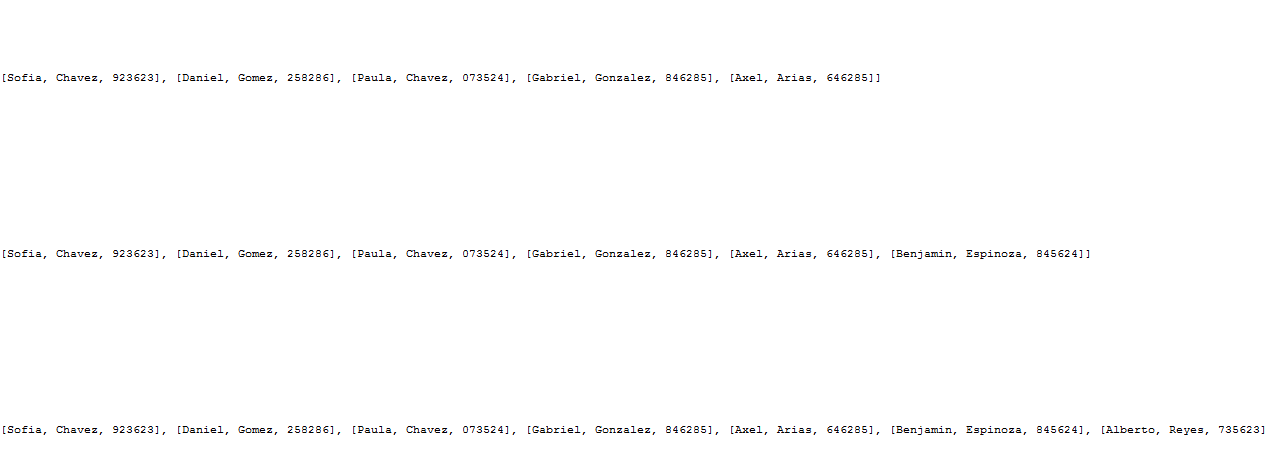 [Sofia, Chavez, 923623], [Daniel, Gomez, 258286], [Paula, Chavez, 073524], [Gabriel, Gonzalez, 846285], [Axel, Arias, 646285]]
[Sofia, Chavez, 923623], [Daniel, Gomez, 258286], [Paula, Chavez, 073524], [Gabriel, Gonzalez, 846285], [Axel, Arias, 646285], [Benjamin, Espinoza, 845624]]
[Sofia, Chavez, 923623], [Daniel, Gomez, 258286], [Paula, Chavez, 073524], [Gabriel, Gonzalez, 846285], [Axel, Arias, 646285], [Benjamin, Espinoza, 845624], [Alberto, Reyes, 735623]